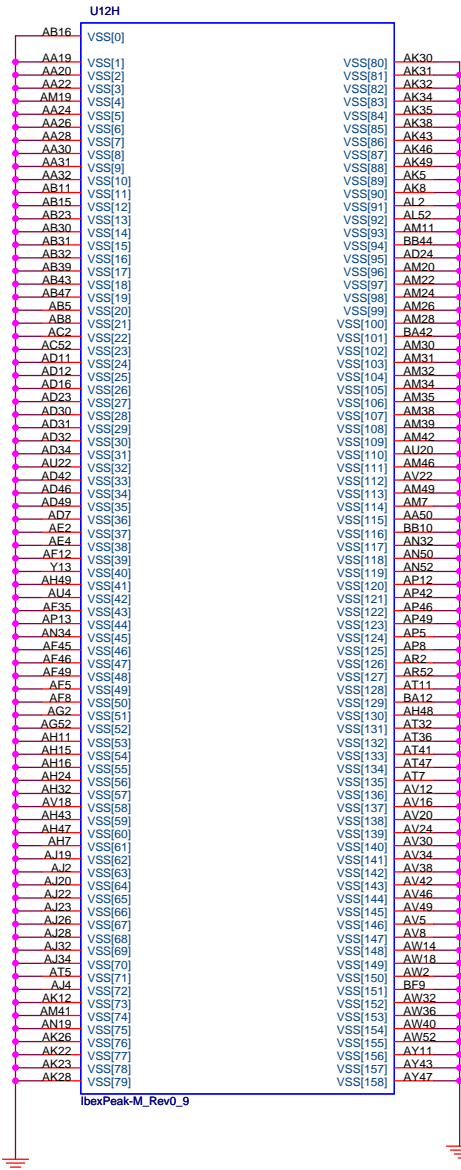 U12H
AB16 VSS[0]
AA19 VSS[1] VSS[80] AK30
AA20 VSS[2] VSS[81] AK31
AA22 VSS[3] VSS[82] AK32
AM19 VSS[4] VSS[83] AK34
AA24 VSS[5] VSS[84] AK35
AA26 VSS[6] VSS[85] AK38
AA28 VSS[7] VSS[86] AK43
AA30 VSS[8] VSS[87] AK46
AA31 VSS[9] VSS[88] AK49
AA32 VSS[10] VSS[89] AK5
AB11 VSS[11] VSS[90] AK8
AB15 VSS[12] VSS[91] AL2
AB23 VSS[13] VSS[92] AL52
AB30 VSS[14] VSS[93] AM11
AB31 VSS[15] VSS[94] BB44
AB32 VSS[16] VSS[95] AD24
AB39 VSS[17] VSS[96] AM20
AB43 VSS[18] VSS[97] AM22
AB47 VSS[19] VSS[98] AM24
AB5 VSS[20] VSS[99] AM26
AB8 VSS[21] VSS[100] AM28
AC2 VSS[22] VSS[101] BA42
AC52 VSS[23] VSS[102] AM30
AD11 VSS[24] VSS[103] AM31
AD12 VSS[25] VSS[104] AM32
AD16 VSS[26] VSS[105] AM34
AD23 VSS[27] VSS[106] AM35
AD30 VSS[28] VSS[107] AM38
AD31 VSS[29] VSS[108] AM39
AD32 VSS[30] VSS[109] AM42
AD34 VSS[31] VSS[110] AU20
AU22 VSS[32] VSS[111] AM46
AD42 VSS[33] VSS[112] AV22
AD46 VSS[34] VSS[113] AM49
AD49 VSS[35] VSS[114] AM7
AD7 VSS[36] VSS[115] AA50
AE2 VSS[37] VSS[116] BB10
AE4 VSS[38] VSS[117] AN32
AF12 VSS[39] VSS[118] AN50
Y13 VSS[40] VSS[119] AN52
AH49 VSS[41] VSS[120] AP12
AU4 VSS[42] VSS[121] AP42
AF35 VSS[43] VSS[122] AP46
AP13 VSS[44] VSS[123] AP49
AN34 VSS[45] VSS[124] AP5
AF45 VSS[46] VSS[125] AP8
AF46 VSS[47] VSS[126] AR2
AF49 VSS[48] VSS[127] AR52
AF5 VSS[49] VSS[128] AT11
AF8 VSS[50] VSS[129] BA12
AG2 VSS[51] VSS[130] AH48
AG52 VSS[52] VSS[131] AT32
AH11 VSS[53] VSS[132] AT36
AH15 VSS[54] VSS[133] AT41
AH16 VSS[55] VSS[134] AT47
AH24 VSS[56] VSS[135] AT7
AH32 VSS[57] VSS[136] AV12
AV18 VSS[58] VSS[137] AV16
AH43 VSS[59] VSS[138] AV20
AH47 VSS[60] VSS[139] AV24
AH7 VSS[61] VSS[140] AV30
AJ19 VSS[62] VSS[141] AV34
AJ2 VSS[63] VSS[142] AV38
AJ20 VSS[64] VSS[143] AV42
AJ22 VSS[65] VSS[144] AV46
AJ23 VSS[66] VSS[145] AV49
AJ26 VSS[67] VSS[146] AV5
AJ28 VSS[68] VSS[147] AV8
AJ32 VSS[69] VSS[148] AW14
AJ34 VSS[70] VSS[149] AW18
AT5 VSS[71] VSS[150] AW2
AJ4 VSS[72] VSS[151] BF9
AK12 VSS[73] VSS[152] AW32
AM41 VSS[74] VSS[153] AW36
AN19 VSS[75] VSS[154] AW40
AK26 VSS[76] VSS[155] AW52
AK22 VSS[77] VSS[156] AY11
AK23 VSS[78] VSS[157] AY43
AK28 VSS[79] VSS[158] AY47
IbexPeak-M_Rev0_9